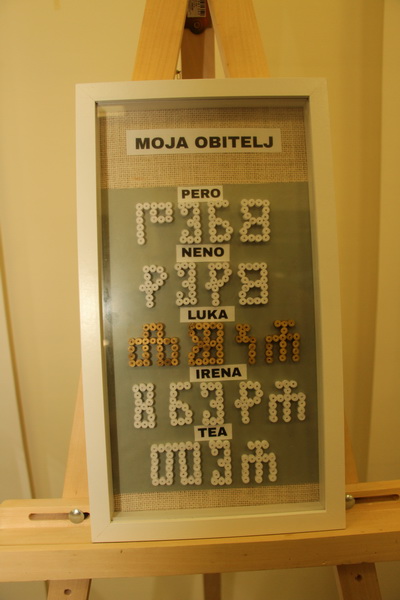 MOJA OBITELJ
PERO
ⰒⰅⰓⰑ
NENO
ⰐⰅⰐⰑ
LUKA
ⰎⰖⰍⰀ
IRENA
ⰋⰓⰅⰐⰀ
TEA
ⰕⰅⰀ